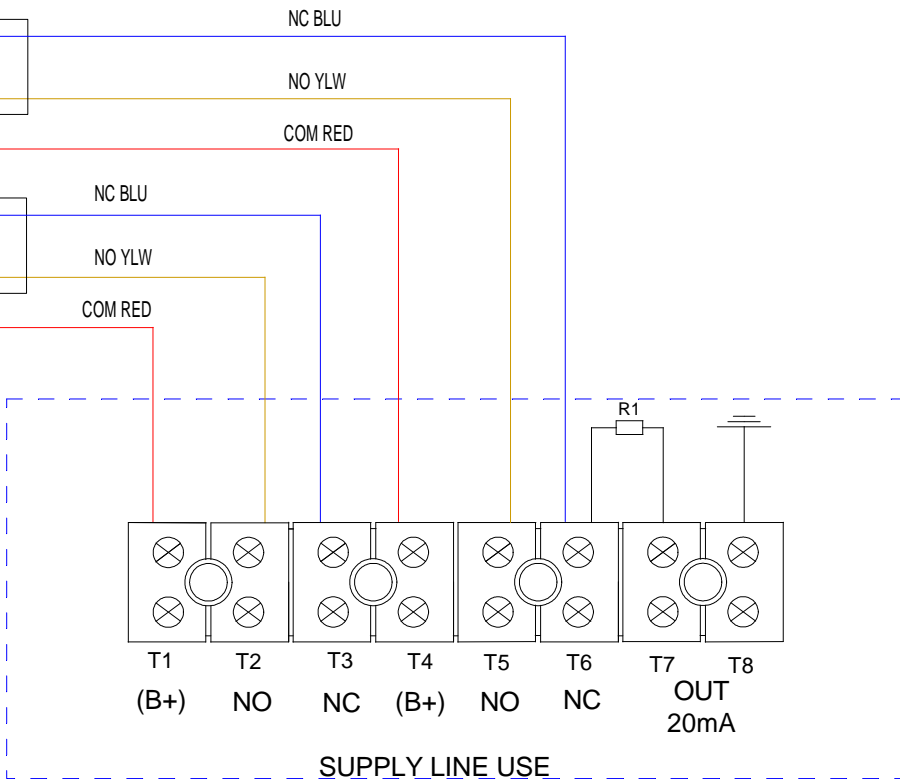 NC BLU
NO YLW
COM RED
NC BLU
NO YLW
COM RED
R1
T1 T2 T3 T4 T5 T6 T7 T8
(B+) NO NC (B+) NO NC OUT
20mA
SUPPLY LINE USE